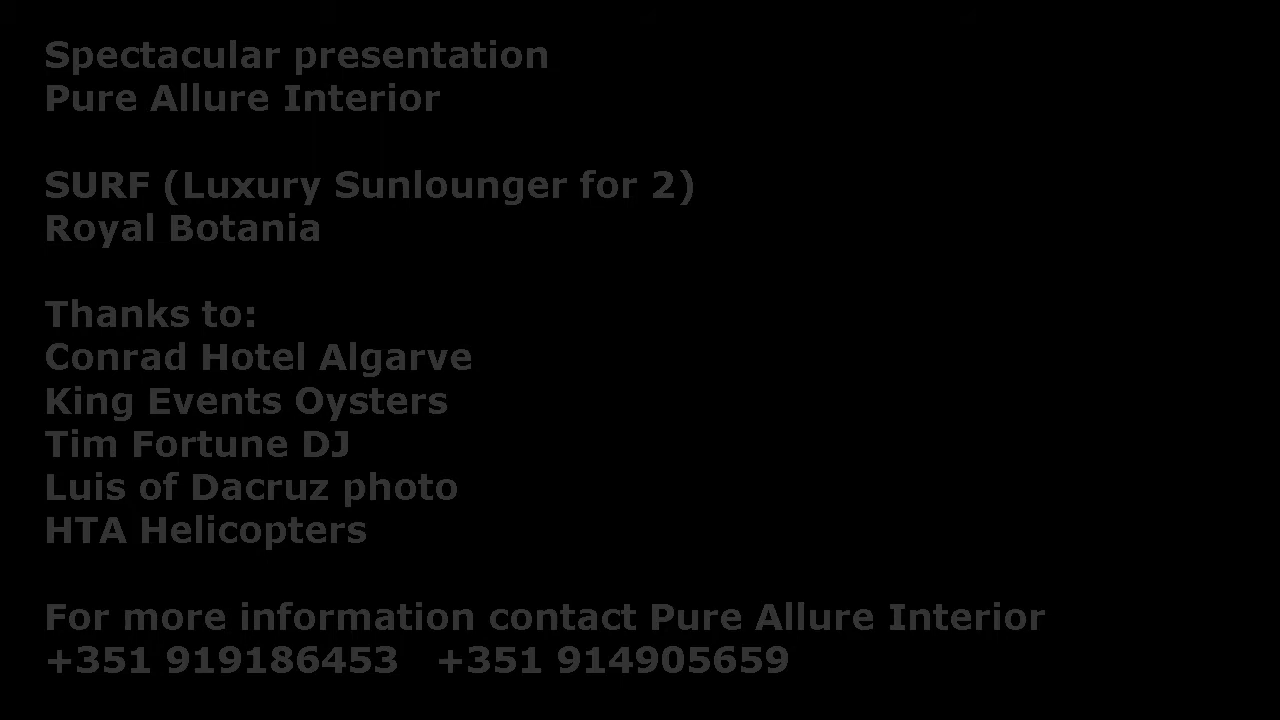 Spectacular presentation
Pure Allure Interior
SURF (Luxury Sunlounger for 2)
Royal Botania
Thanks to:
Conrad Hotel Algarve
King Events Oysters
Tim Fortune DJ
Luis of Dacruz photo
HTA Helicopters
For more information contact Pure Allure Interior
+351 919186453   +351 914905659